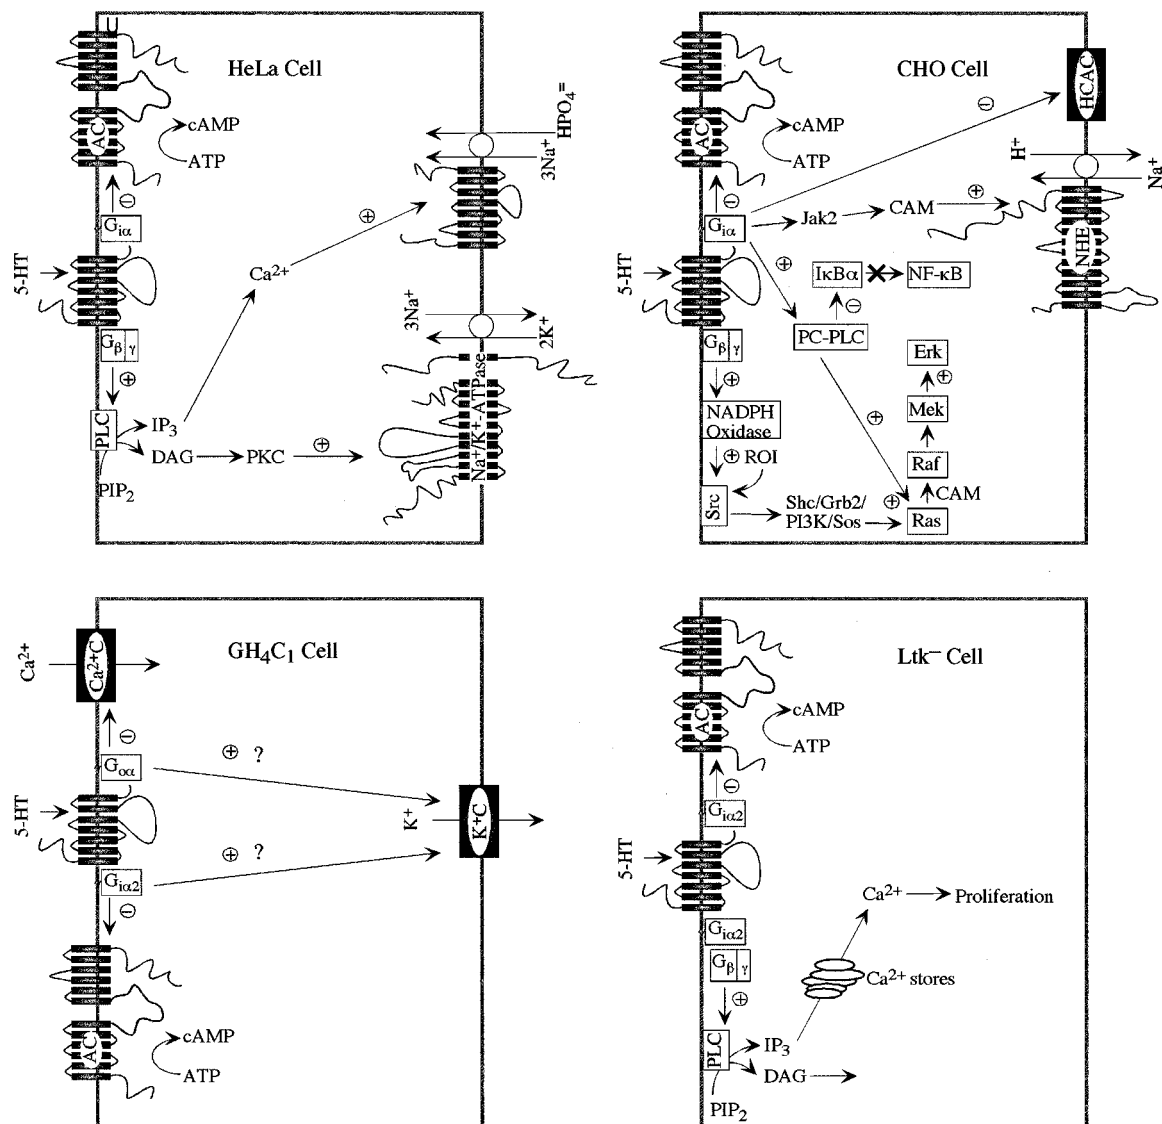 HeLa Cell
AC
cAMP
ATP
⊖
Giα
5-HT
Gβ γ
⊕
PLC
IP3
DAG
PKC
⊕
PIP2
Ca2+
⊕
HPO4=
3Na+
3Na+
2K+
Na+/K+-ATPase
CHO Cell
AC
cAMP
ATP
⊖
Giα
5-HT
Gβ γ
⊕
NADPH
Oxidase
⊕ ROI
Src
Shc/Grb2/
PI3K/Sos
⊖
HCAC
H+
Na+
NHE
Jak2
CAM
⊕
⊕
IκBα
NF-κB
⊖
PC-PLC
⊕
Erk
⊕
Mek
Raf
CAM
⊕
Ras
GH4C1 Cell
Ca2+
Ca2+C
⊖
Goα
⊕ ?
5-HT
⊕ ?
Giα2
⊖
K+
K+C
AC
cAMP
ATP
Ltk– Cell
AC
cAMP
ATP
⊖
Giα2
5-HT
Giα2
Gβ γ
⊕
PLC
IP3
DAG
PIP2
Ca2+
Proliferation
Ca2+ stores